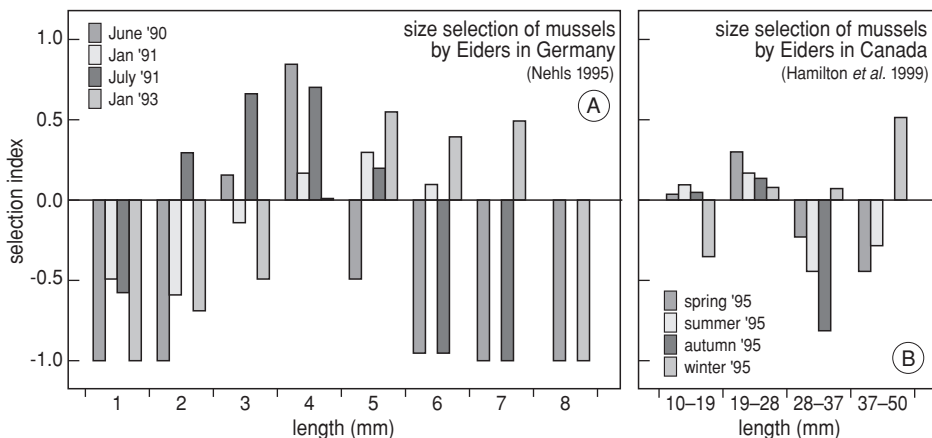 size selection of mussels
by Eiders in Germany
(Nehls 1995)
A
June '90
Jan '91
July '91
Jan '93
selection index
1.0
0.5
0.0
-0.5
-1.0
1 2 3 4 5 6 7 8
length (mm)
size selection of mussels
by Eiders in Canada
(Hamilton et al. 1999)
spring '95
summer '95
autumn '95
winter '95
B
10–19 19–28 28–37 37–50
length (mm)